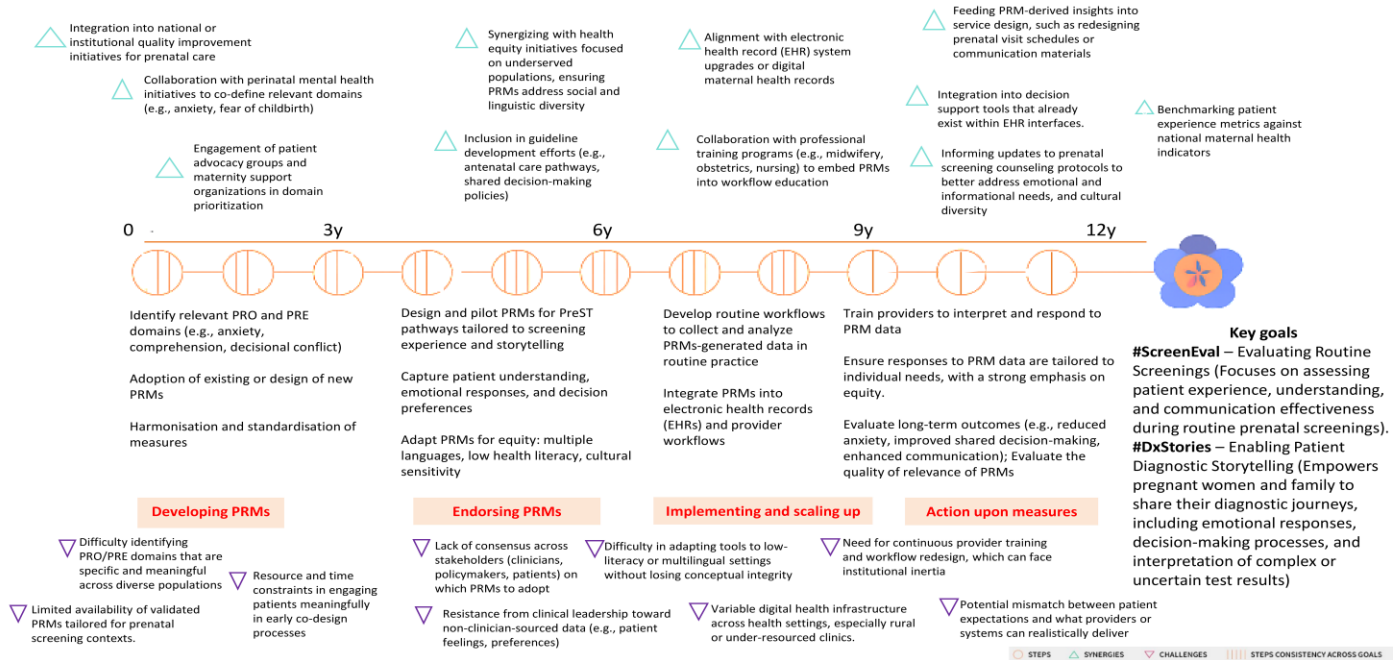 Integration into national or
institutional quality improvement
initiatives for prenatal care
Collaboration with perinatal mental health
initiatives to co-define relevant domains
(e.g., anxiety, fear of childbirth)
Engagement of patient
advocacy groups and
maternity support
organizations in domain
prioritization
Synergizing with health
equity initiatives focused
on underserved
populations, ensuring
PRMs address social and
linguistic diversity
Inclusion in guideline
development efforts (e.g.,
antenatal care pathways,
shared decision-making
policies)
Alignment with electronic
health record (EHR) system
upgrades or digital
maternal health records
Collaboration with professional
training programs (e.g., midwifery,
obstetrics, nursing) to embed PRMs
into workflow education
Feeding PRM-derived insights into
service design, such as redesigning
prenatal visit schedules or
communication materials
Integration into decision
support tools that already
exist within EHR interfaces.
Informing updates to prenatal
screening counseling protocols to
better address emotional and
informational needs, and cultural
diversity
Benchmarking patient
experience metrics against
national maternal health
indicators
0 3y 6y 9y 12y
Identify relevant PRO and PRE
domains (e.g., anxiety,
comprehension, decisional conflict)
Adoption of existing or design of new
PRMs
Harmonisation and standardisation of
measures
Design and pilot PRMs for PreST
pathways tailored to screening
experience and storytelling
Capture patient understanding,
emotional responses, and decision
preferences
Adapt PRMs for equity: multiple
languages, low health literacy, cultural
sensitivity
Develop routine workflows
to collect and analyze
PRMs-generated data in
routine practice
Integrate PRMs into
electronic health records
(EHRs) and provider
workflows
Train providers to interpret and respond to
PRM data
Ensure responses to PRM data are tailored to
individual needs, with a strong emphasis on
equity.
Evaluate long-term outcomes (e.g., reduced
anxiety, improved shared decision-making,
enhanced communication); Evaluate the
quality of relevance of PRMs
Key goals
#ScreenEval – Evaluating Routine
Screenings (Focuses on assessing
patient experience, understanding,
and communication effectiveness
during routine prenatal screenings).
#DxStories – Enabling Patient
Diagnostic Storytelling (Empowers
pregnant women and family to
share their diagnostic journeys,
including emotional responses,
decision-making processes, and
interpretation of complex or
uncertain test results)
Developing PRMs
Endorsing PRMs
Implementing and scaling up
Action upon measures
Difficulty identifying
PRO/PRE domains that are
specific and meaningful
across diverse populations
Limited availability of validated
PRMs tailored for prenatal
screening contexts.
Resource and time
constraints in engaging
patients meaningfully
in early co-design
processes
Lack of consensus across
stakeholders (clinicians,
policymakers, patients) on
which PRMs to adopt
Resistance from clinical leadership toward
non-clinician-sourced data (e.g., patient
feelings, preferences)
Difficulty in adapting tools to low-
literacy or multilingual settings
without losing conceptual integrity
Variable digital health infrastructure
across health settings, especially rural
or under-resourced clinics.
Need for continuous provider training
and workflow redesign, which can face
institutional inertia
Potential mismatch between patient
expectations and what providers or
systems can realistically deliver
STEPS SYNERGIES CHALLENGES STEPS CONSISTENCY ACROSS GOALS